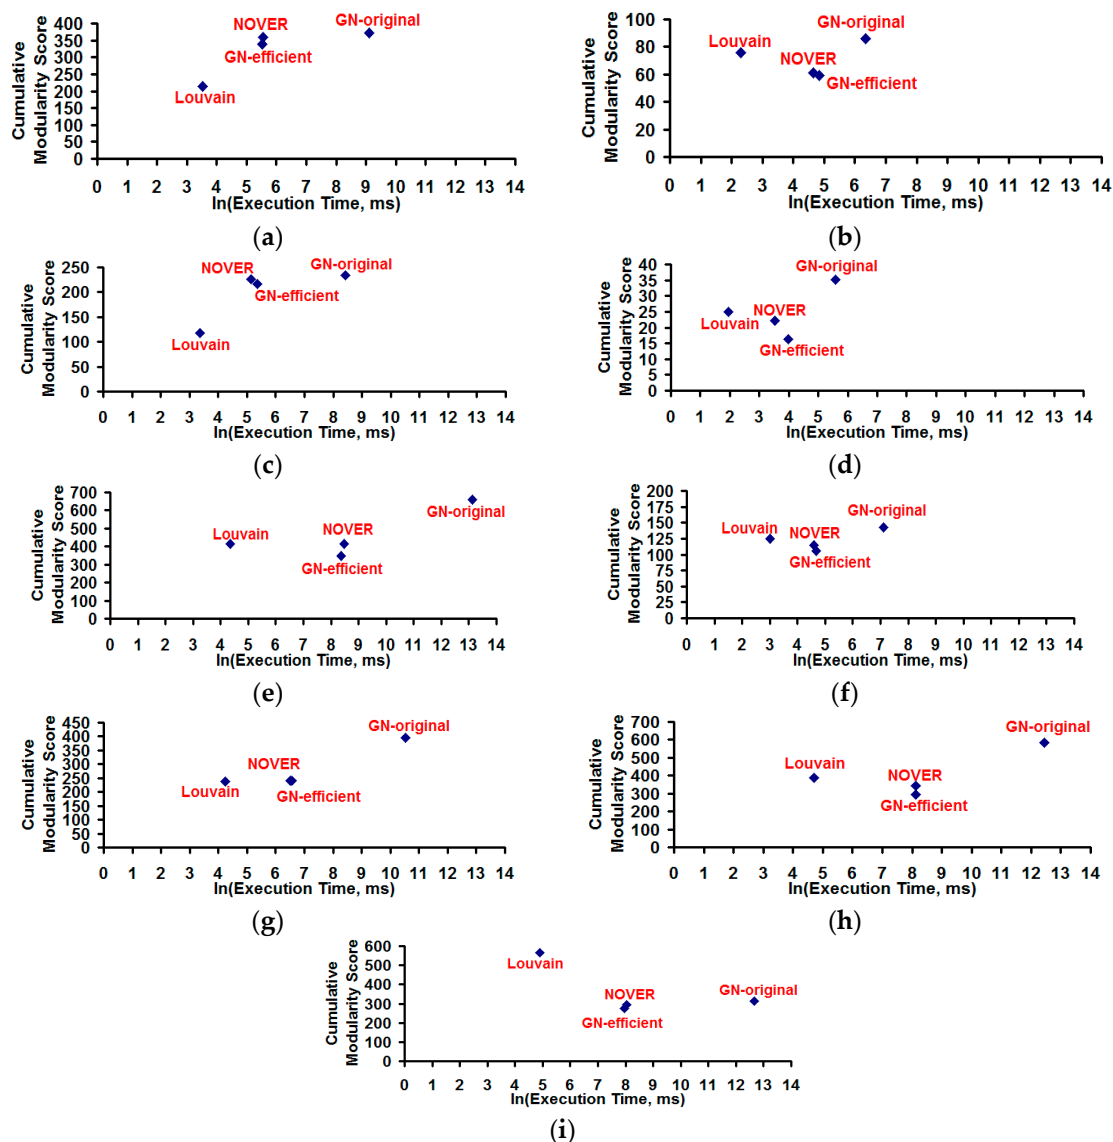 Cumulative
Modularity Score
400
350
300
250
200
150
100
50
0
NOVER
GN-original
GN-efficient
Louvain
0 1 2 3 4 5 6 7 8 9 10 11 12 13 14
ln(Execution Time, ms)
(a)
Cumulative
Modularity Score
100
80
60
40
20
0
GN-original
Louvain
NOVER
GN-efficient
0 1 2 3 4 5 6 7 8 9 10 11 12 13 14
ln(Execution Time, ms)
(b)
Cumulative
Modularity Score
250
200
150
100
50
0
NOVER
GN-original
GN-efficient
Louvain
0 1 2 3 4 5 6 7 8 9 10 11 12 13 14
ln(Execution Time, ms)
(c)
Cumulative
Modularity Score
40
35
30
25
20
15
10
5
0
GN-original
NOVER
Louvain
GN-efficient
0 1 2 3 4 5 6 7 8 9 10 11 12 13 14
ln(Execution Time, ms)
(d)
Cumulative
Modularity Score
700
600
500
400
300
200
100
0
GN-original
Louvain
NOVER
GN-efficient
0 1 2 3 4 5 6 7 8 9 10 11 12 13 14
ln(Execution Time, ms)
(e)
Cumulative
Modularity Score
200
175
150
125
100
75
50
25
0
GN-original
Louvain
NOVER
GN-efficient
0 1 2 3 4 5 6 7 8 9 10 11 12 13 14
ln(Execution Time, ms)
(f)
Cumulative
Modularity Score
450
400
350
300
250
200
150
100
50
0
GN-original
NOVER
Louvain
GN-efficient
0 1 2 3 4 5 6 7 8 9 10 11 12 13 14
ln(Execution Time, ms)
(g)
Cumulative
Modularity Score
700
600
500
400
300
200
100
0
GN-original
Louvain
NOVER
GN-efficient
0 1 2 3 4 5 6 7 8 9 10 11 12 13 14
ln(Execution Time, ms)
(h)
Cumulative
Modularity Score
600
500
400
300
200
100
0
Louvain
NOVER
GN-original
GN-efficient
0 1 2 3 4 5 6 7 8 9 10 11 12 13 14
ln(Execution Time, ms)
(i)